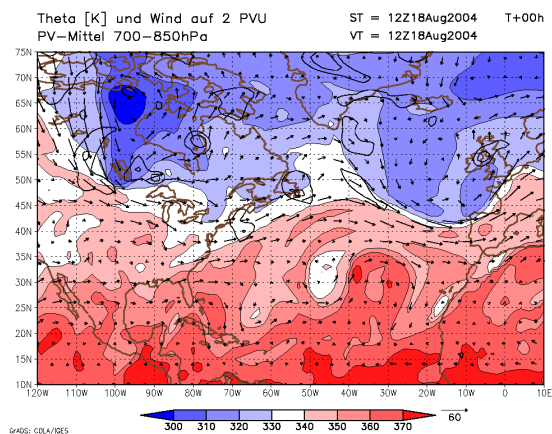 Theta [K] und Wind auf 2 PVU
ST = 12Z18Aug2004 T+00h
PV-Mittel 700-850hPa
VT = 12Z18Aug2004
75N
70N
65N
60N
55N
50N
45N
40N
35N
30N
25N
20N
15N
10N
120W 110W 100W 90W 80W 70W 60W 50W 40W 30W 20W 10W 0 10E
300 310 320 330 340 350 360 370
60
GrADS: COLA/IGES